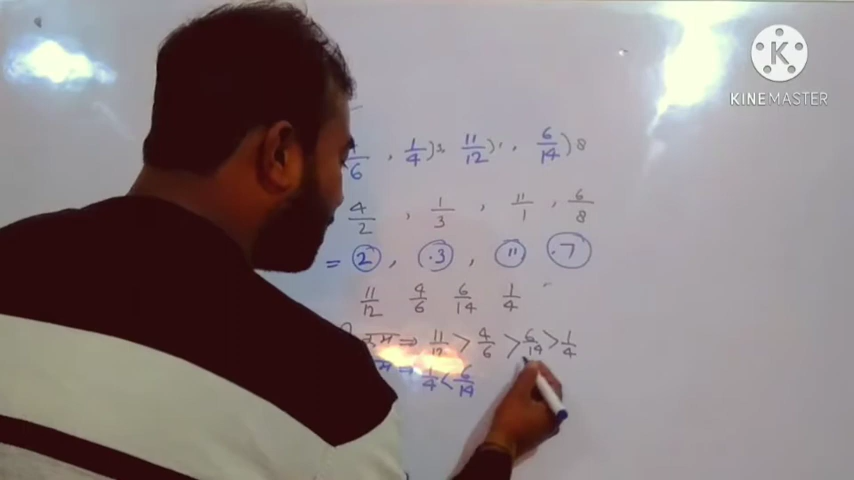 K
KINEMASTER
4/6 , 1/4)3, 11/12)1 , 6/14)8
4/2 , 1/3 , 11/1 , 6/8
= 2 , .3 , 11 .7
11/12 4/6 6/14 1/4
क्रम ⇒ 11/12 > 4/6 > 6/14 > 1/4
⇒ 1/4 < 6/14